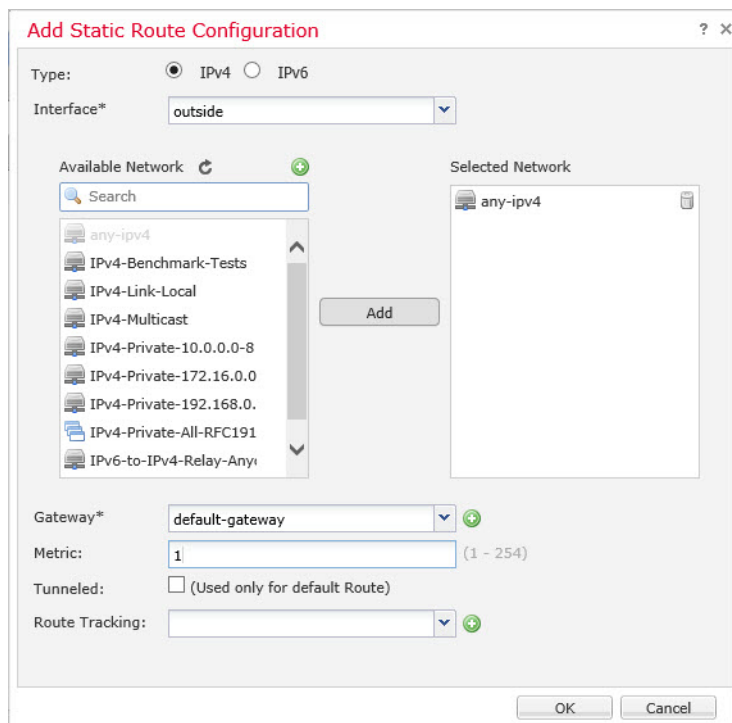 Add Static Route Configuration
? ×
Type: IPv4 IPv6
Interface* outside
Available Network
Selected Network
Search
any-ipv4
any-ipv4
IPv4-Benchmark-Tests
IPv4-Link-Local
IPv4-Multicast
Add
IPv4-Private-10.0.0.0-8
IPv4-Private-172.16.0.0
IPv4-Private-192.168.0.
IPv4-Private-All-RFC191
IPv6-to-IPv4-Relay-Anyc
Gateway* default-gateway
Metric: 1 (1 - 254)
Tunneled: (Used only for default Route)
Route Tracking:
OK Cancel